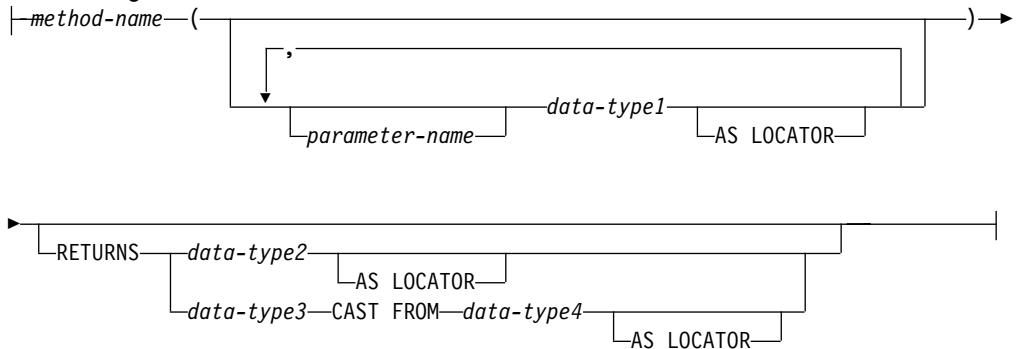 method-name (                                    )
,
data-type1
parameter-name AS LOCATOR
RETURNS data-type2
AS LOCATOR
data-type3 CAST FROM data-type4
AS LOCATOR